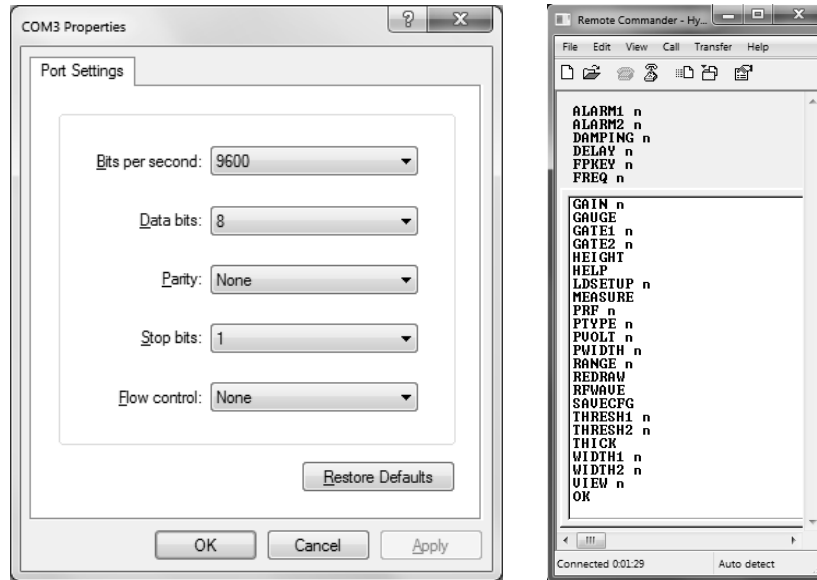 COM3 Properties
Port Settings
Bits per second: 9600
Data bits: 8
Parity: None
Stop bits: 1
Flow control: None
Restore Defaults
OK Cancel Apply
Remote Commander - Hy...
File Edit View Call Transfer Help
ALARM1 n
ALARM2 n
DAMPING n
DELAY n
FPKEY n
FREQ n
GAIN n
GAUGE
GATE1 n
GATE2 n
HEIGHT
HELP
LDSETUP n
MEASURE
PRF n
PTYPE n
PVOLT n
PWIDTH n
RANGE n
REDRAW
RFWAVE
SAVECFG
THRESH1 n
THRESH2 n
THICK
WIDTH1 n
WIDTH2 n
VIEW n
OK
Connected 0:01:29 Auto detect